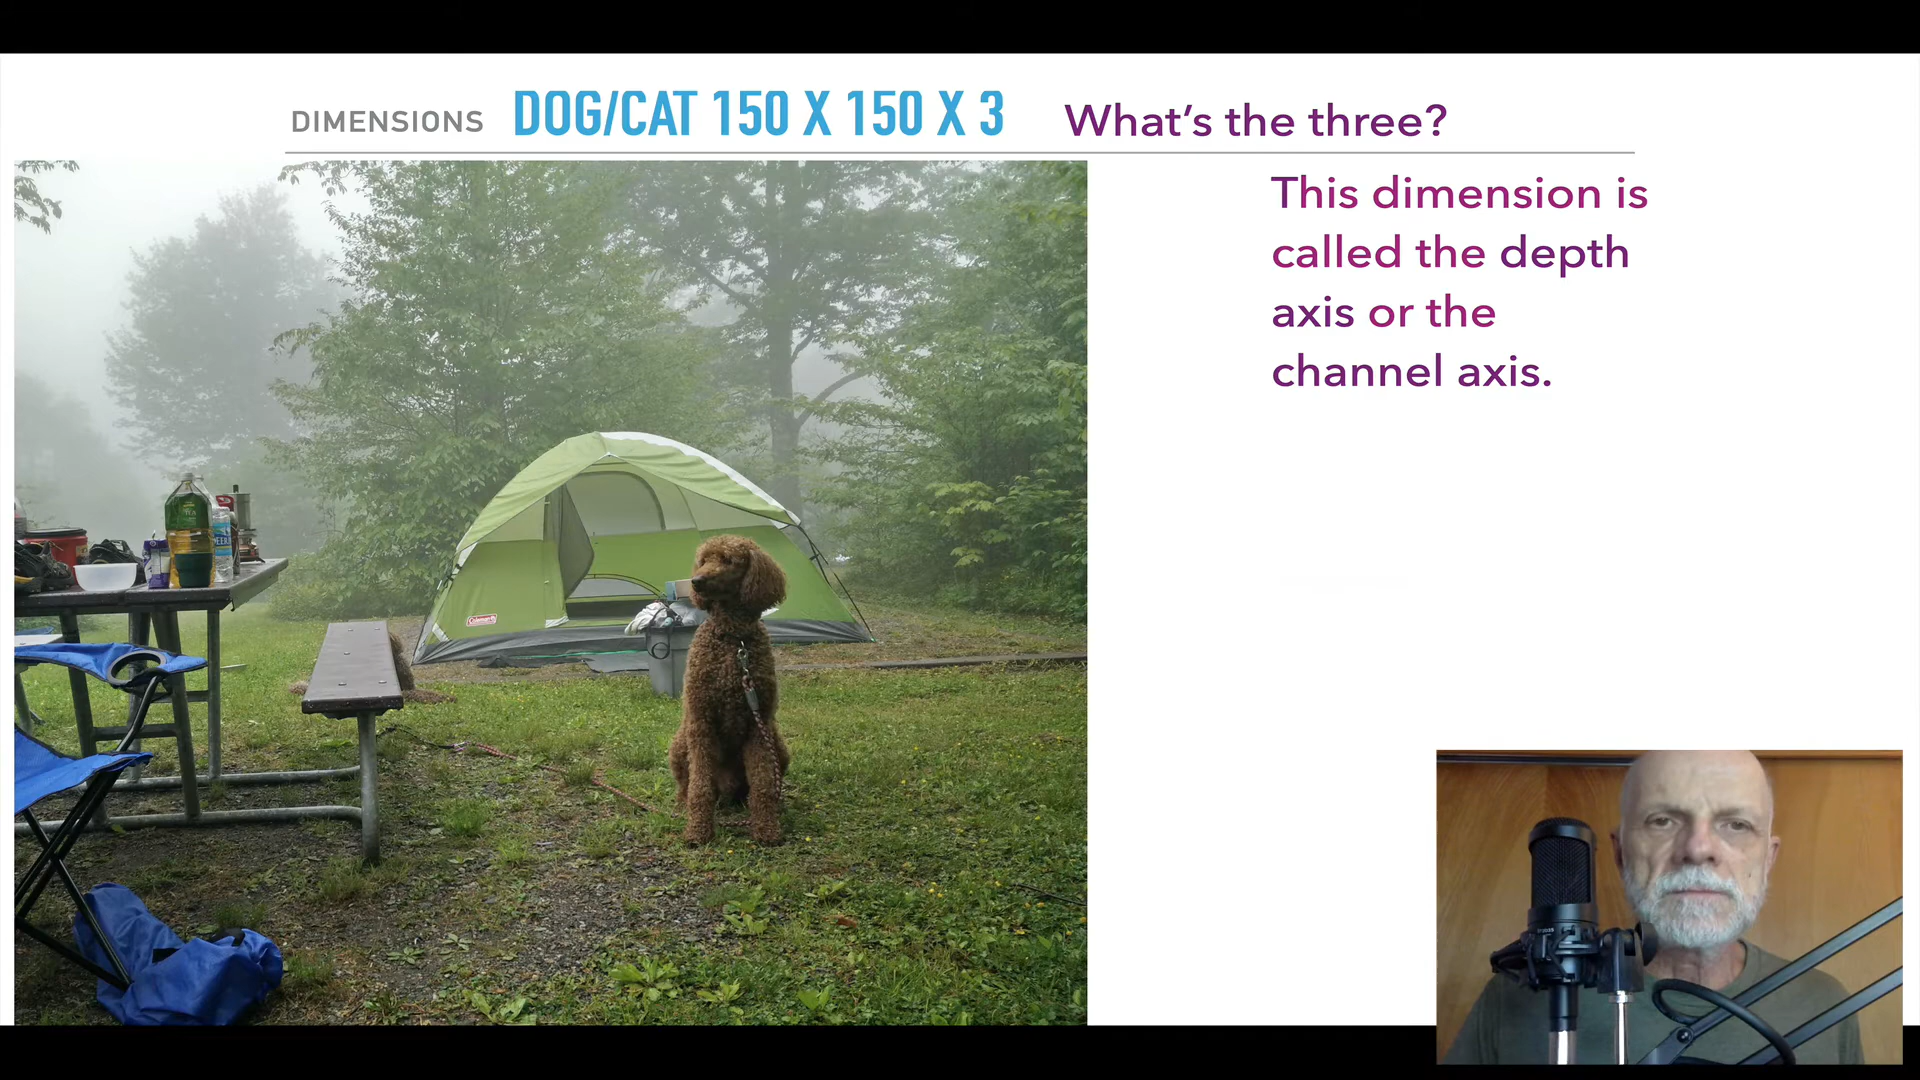 DIMENSIONS DOG/CAT 150 X 150 X 3 What's the three?
This dimension is
called the depth
axis or the
channel axis.
Coleman